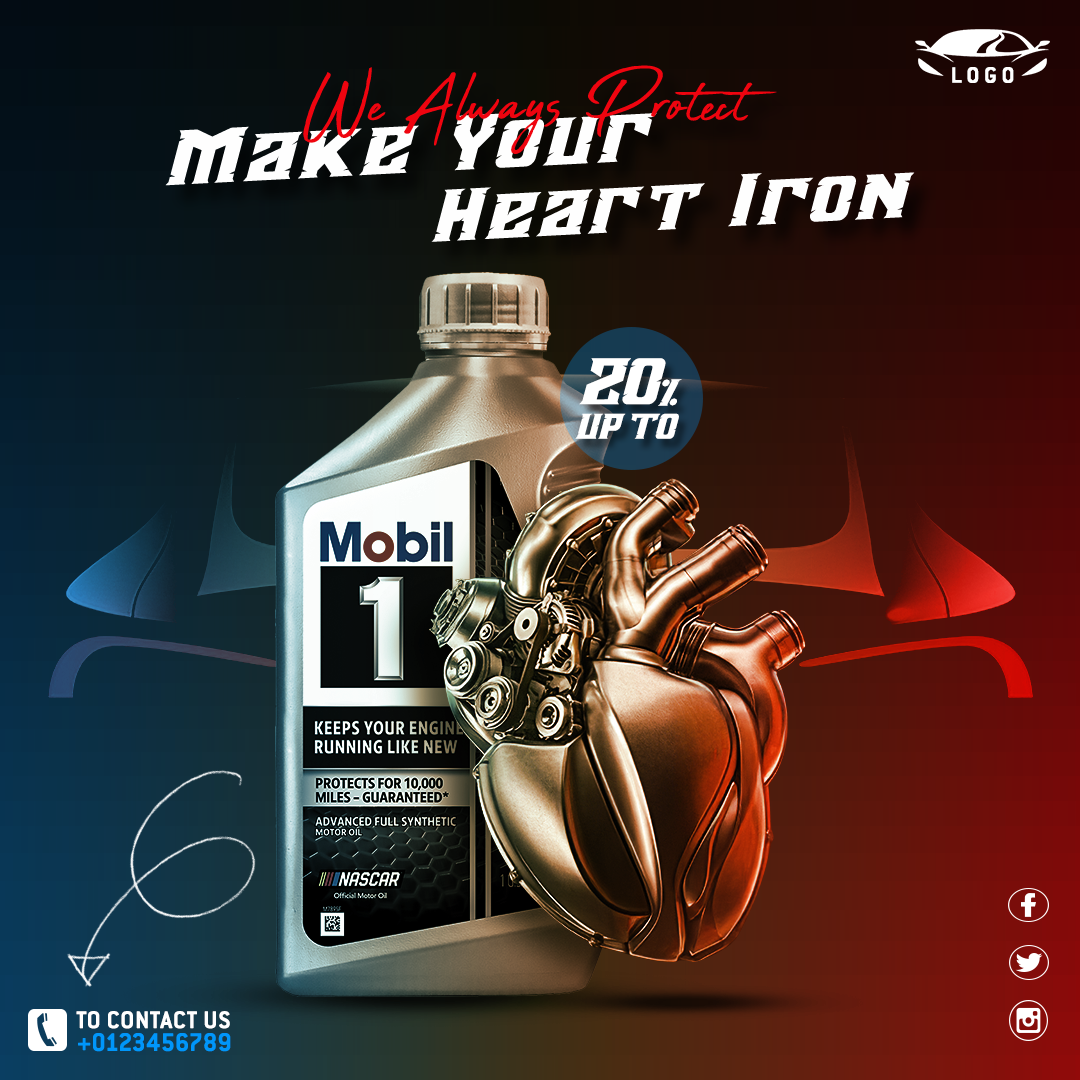 LOGO
We Always Protect
Make Your
Heart Iron
20%
UP TO
Mobil
1
KEEPS YOUR ENGINE
RUNNING LIKE NEW
PROTECTS FOR 10,000
MILES – GUARANTEED*
ADVANCED FULL SYNTHETIC
MOTOR OIL
NASCAR
Official Motor Oil
TO CONTACT US
+0123456789